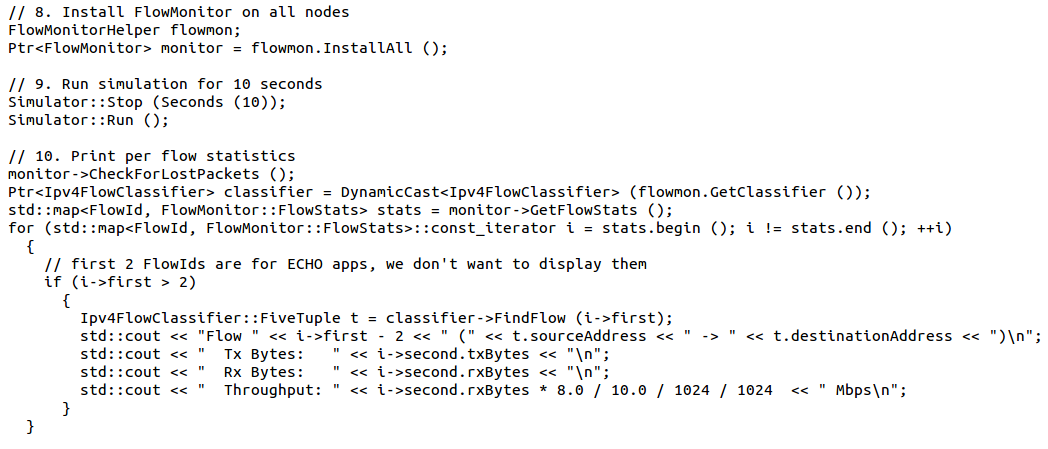 // 8. Install FlowMonitor on all nodes
FlowMonitorHelper flowmon;
Ptr<FlowMonitor> monitor = flowmon.InstallAll ();

// 9. Run simulation for 10 seconds
Simulator::Stop (Seconds (10));
Simulator::Run ();

// 10. Print per flow statistics
monitor->CheckForLostPackets ();
Ptr<Ipv4FlowClassifier> classifier = DynamicCast<Ipv4FlowClassifier> (flowmon.GetClassifier ());
std::map<FlowId, FlowMonitor::FlowStats> stats = monitor->GetFlowStats ();
for (std::map<FlowId, FlowMonitor::FlowStats>::const_iterator i = stats.begin (); i != stats.end (); ++i)
  {
    // first 2 FlowIds are for ECHO apps, we don't want to display them
    if (i->first > 2)
      {
        Ipv4FlowClassifier::FiveTuple t = classifier->FindFlow (i->first);
        std::cout << "Flow " << i->first - 2 << " (" << t.sourceAddress << " -> " << t.destinationAddress << ")\n";
        std::cout << "  Tx Bytes:   " << i->second.txBytes << "\n";
        std::cout << "  Rx Bytes:   " << i->second.rxBytes << "\n";
        std::cout << "  Throughput: " << i->second.rxBytes * 8.0 / 10.0 / 1024 / 1024  << " Mbps\n";
      }
  }